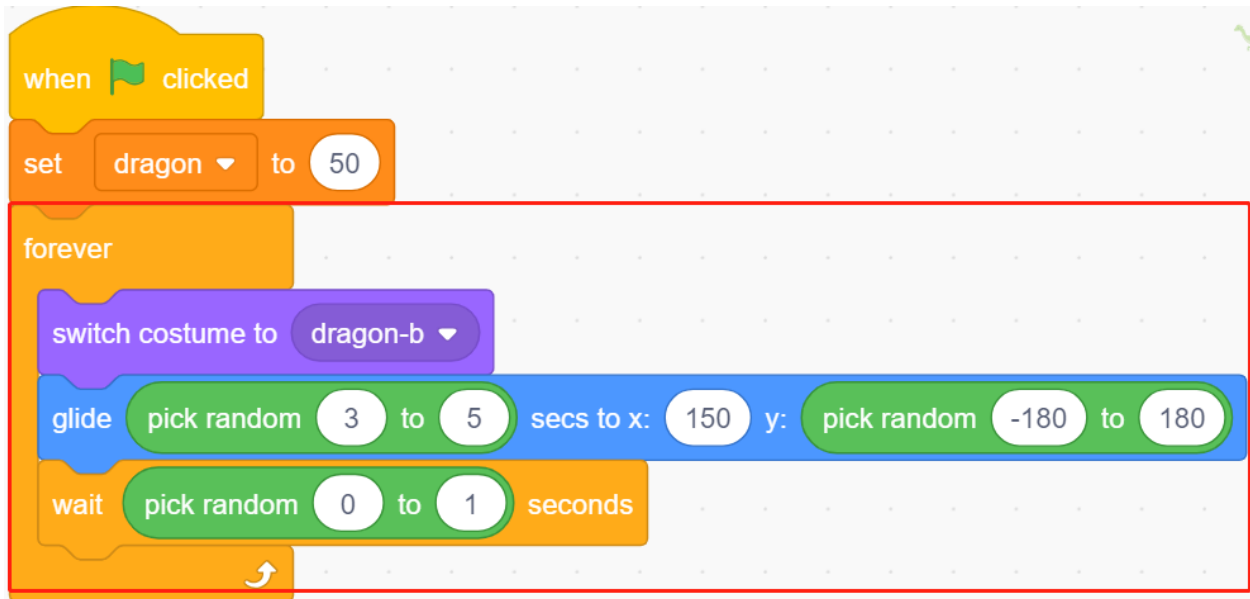 when clicked
set dragon to 50
forever
switch costume to dragon-b
glide pick random 3 to 5 secs to x: 150 y: pick random -180 to 180
wait pick random 0 to 1 seconds